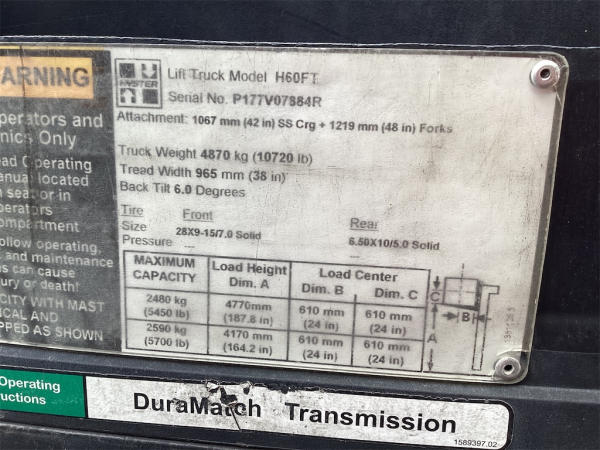 ARNING
perators and
nics Only
ad Operating
anual located
n seat or in
perators
mpartment
ollow operating,
and maintenance
s can cause
ury or death!
CITY WITH MAST
ICAL AND
PPED AS SHOWN
HYSTER
Lift Truck Model H60FT
Serial No. P177V07884R
Attachment: 1067 mm (42 in) SS Crg + 1219 mm (48 in) Forks
Truck Weight 4870 kg (10720 lb)
Tread Width 965 mm (38 in)
Back Tilt 6.0 Degrees
Tire Front Rear
Size 28X9-15/7.0 Solid 6.50X10/5.0 Solid
Pressure --- ---
MAXIMUM CAPACITY Load Height Dim. A Load Center Dim. B Dim. C
2480 kg 4770mm 610 mm 610 mm
(5450 lb) (187.8 in) (24 in) (24 in)
2590 kg 4170 mm 610 mm 610 mm
(5700 lb) (164.2 in) (24 in) (24 in)
C
B
A
Operating
ructions
DuraMatch Transmission
1589397.02